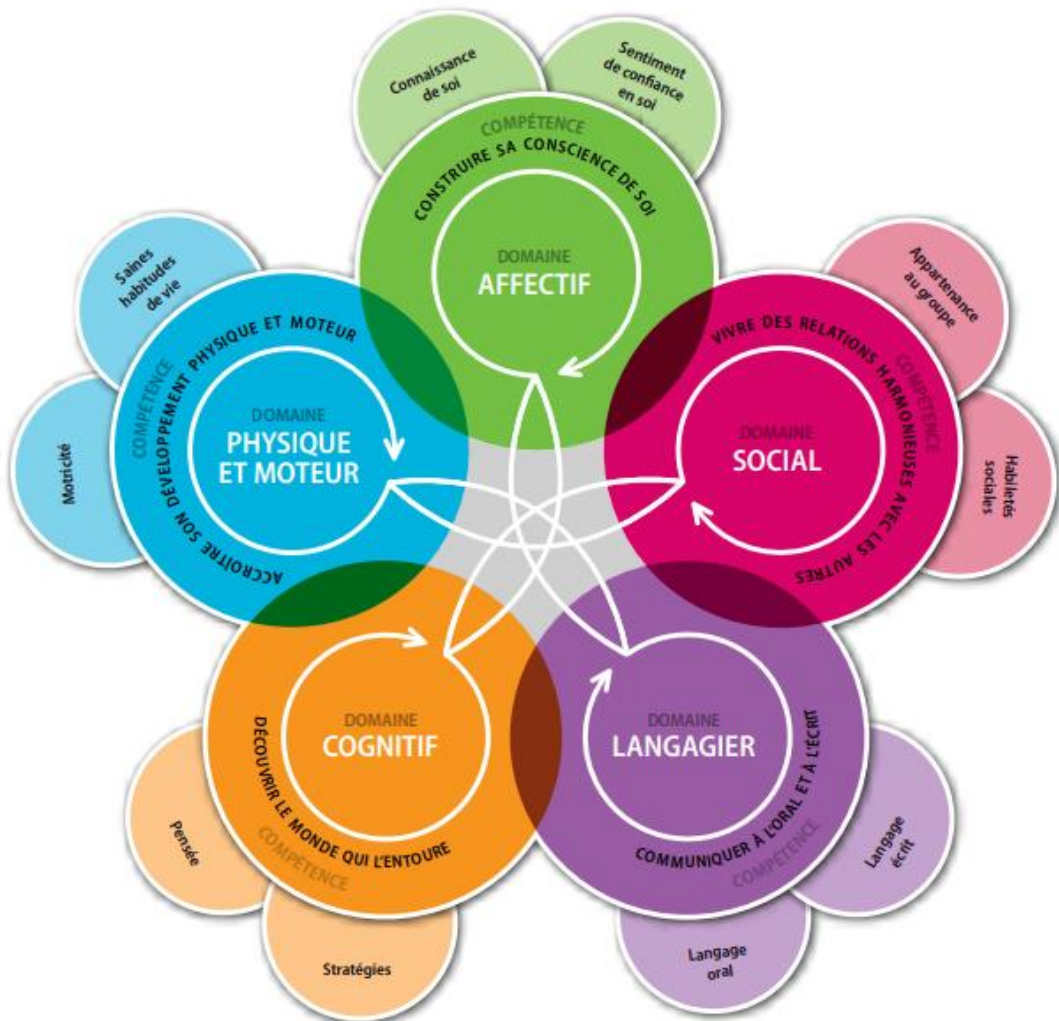 Connaissance
de soi
Sentiment
de confiance
en soi
COMPÉTENCE
CONSTRUIRE SA CONSCIENCE DE SOI
DOMAINE
AFFECTIF
Saines
habitudes
de vie
Motricité
COMPÉTENCE
ACCROÎTRE SON DÉVELOPPEMENT PHYSIQUE ET MOTEUR
DOMAINE
PHYSIQUE
ET MOTEUR
Appartenance
au groupe
Habiletés
sociales
COMPÉTENCE
VIVRE DES RELATIONS HARMONIEUSES AVEC LES AUTRES
DOMAINE
SOCIAL
DOMAINE
COGNITIF
DÉCOUVRIR LE MONDE QUI L'ENTOURE
COMPÉTENCE
Pensée
Stratégies
DOMAINE
LANGAGIER
COMMUNIQUER À L'ORAL ET À L'ÉCRIT
COMPÉTENCE
Langage
écrit
Langage
oral